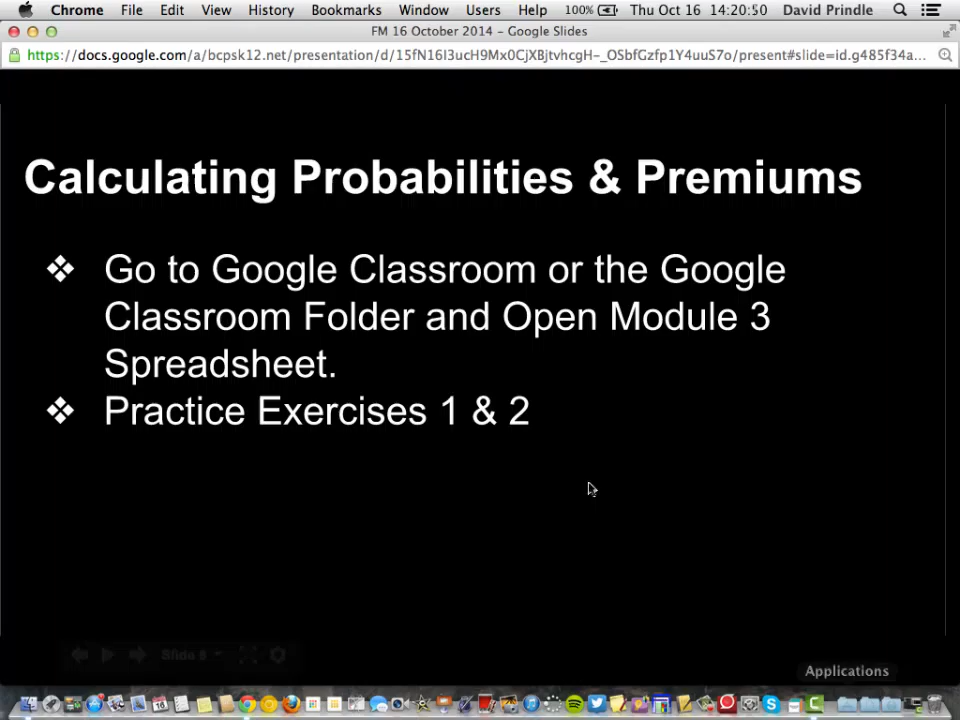 Chrome File Edit View History Bookmarks Window Users Help 100% Thu Oct 16 14:20:50 David Prindle
FM 16 October 2014 - Google Slides
https://docs.google.com/a/bcpsk12.net/presentation/d/15fN16I3ucH9Mx0CjXBjtvhcgH-_OSbfGzfp1Y4uuS7o/present#slide=id.g485f34a...
Calculating Probabilities & Premiums
❖ Go to Google Classroom or the Google
Classroom Folder and Open Module 3
Spreadsheet.
❖ Practice Exercises 1 & 2
Applications